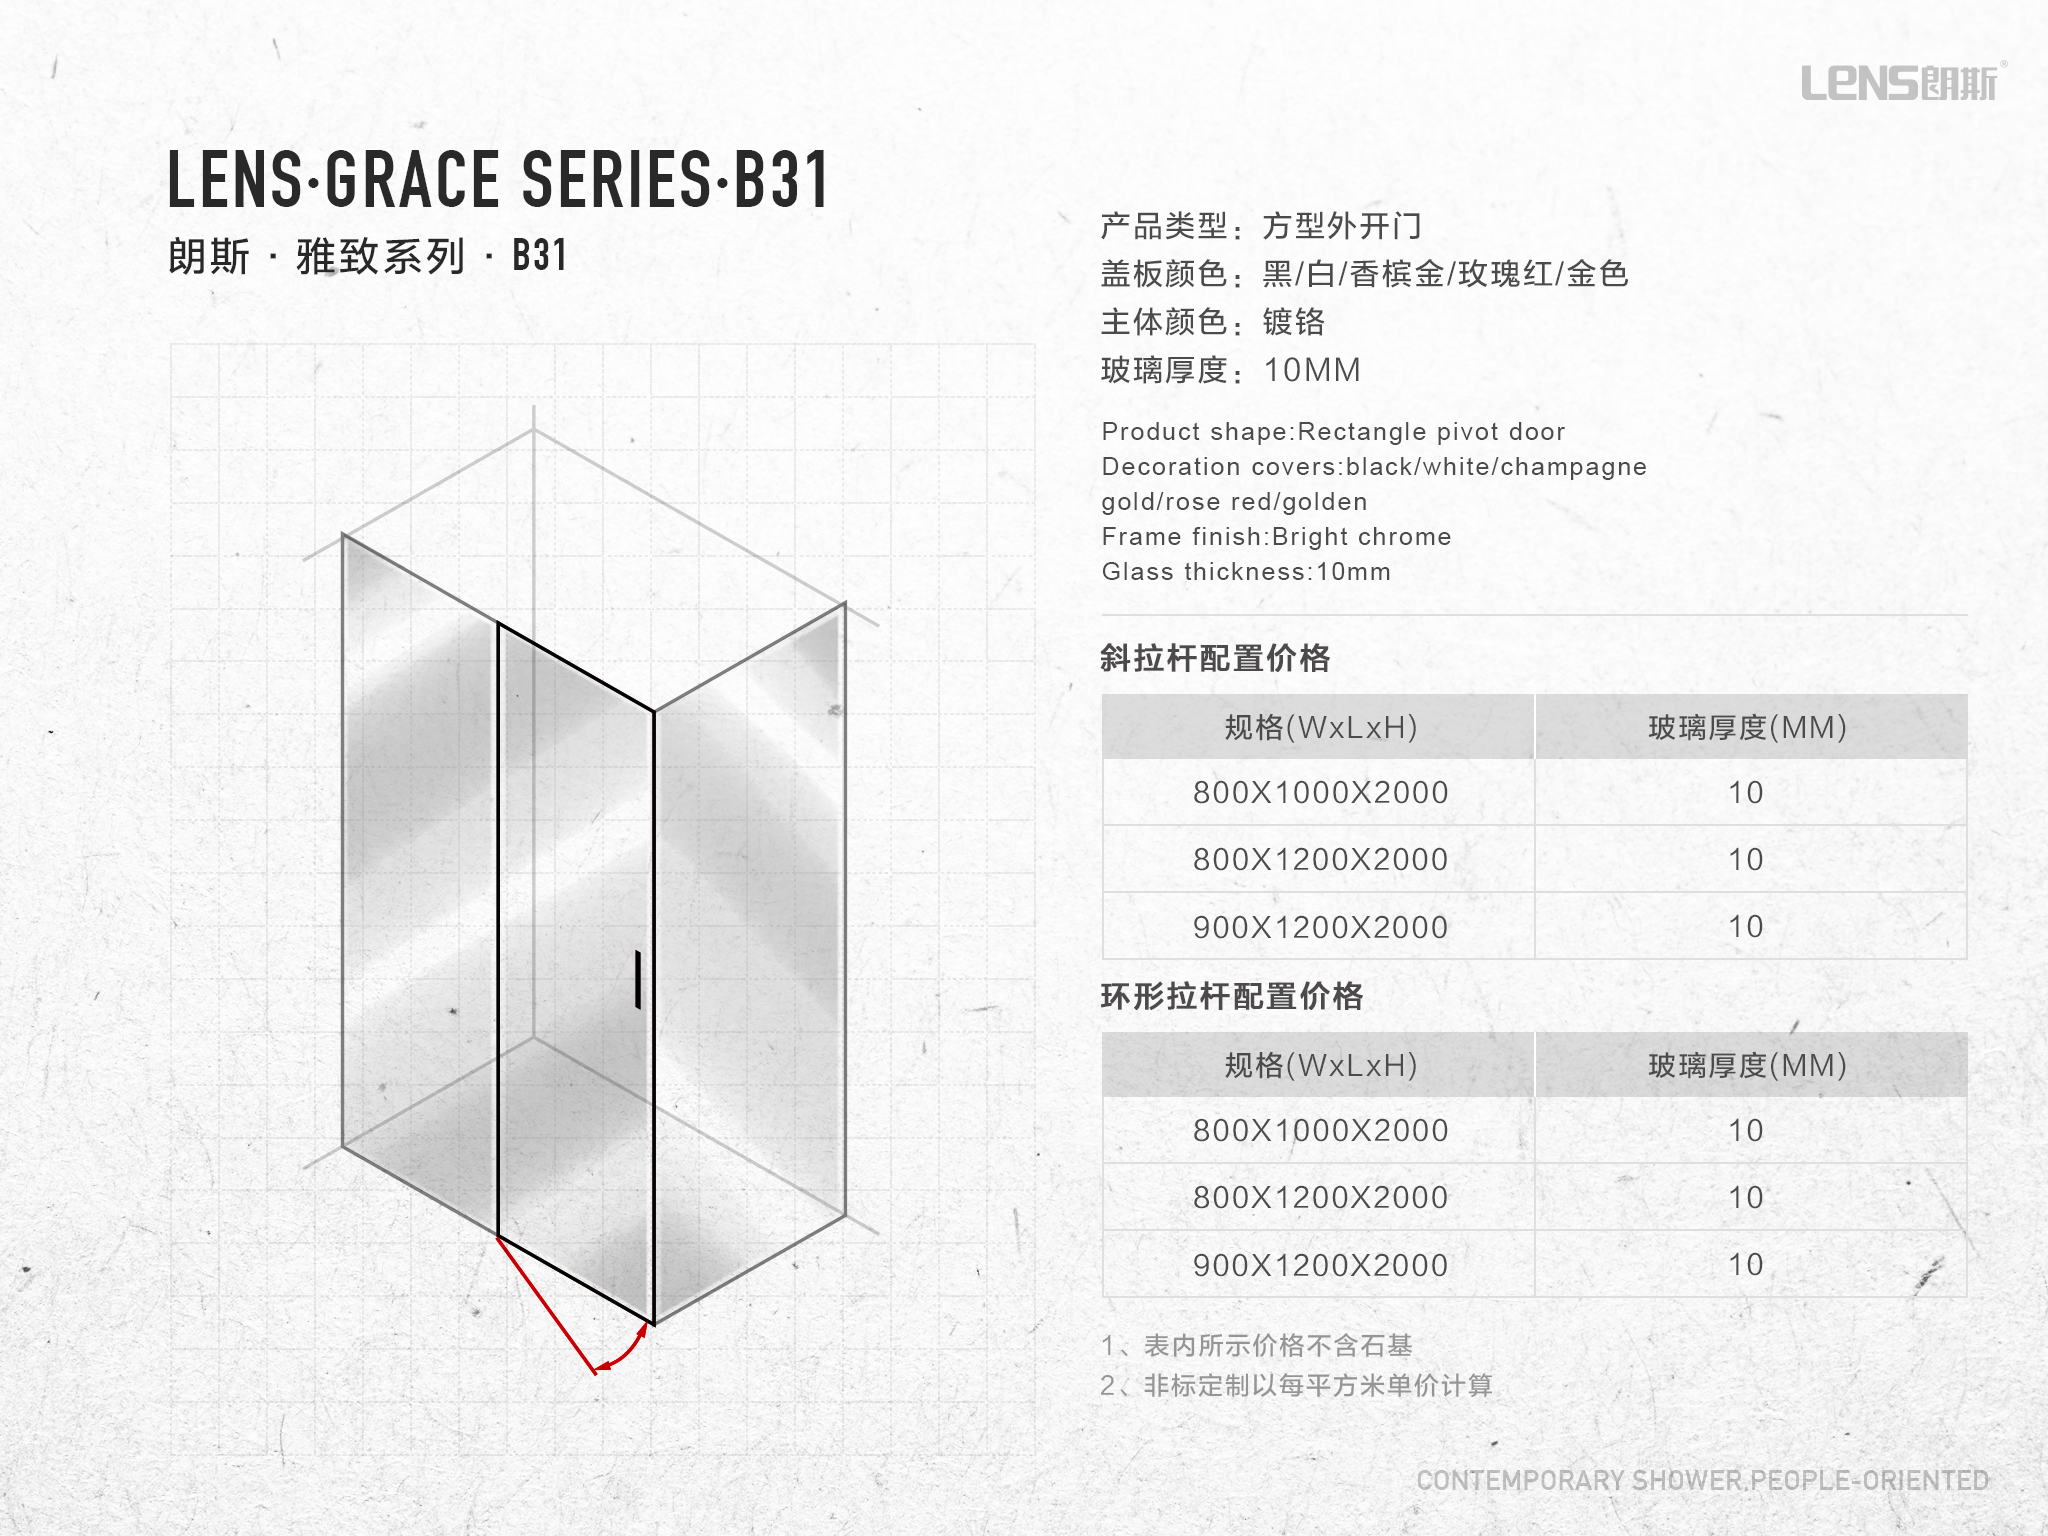 LENS朗斯®
LENS·GRACE SERIES·B31
朗斯 · 雅致系列 · B31
产品类型：方型外开门
盖板颜色：黑/白/香槟金/玫瑰红/金色
主体颜色：镀铬
玻璃厚度：10MM
Product shape:Rectangle pivot door
Decoration covers:black/white/champagne
gold/rose red/golden
Frame finish:Bright chrome
Glass thickness:10mm
斜拉杆配置价格
规格(WxLxH) 玻璃厚度(MM)
800X1000X2000 10
800X1200X2000 10
900X1200X2000 10
环形拉杆配置价格
规格(WxLxH) 玻璃厚度(MM)
800X1000X2000 10
800X1200X2000 10
900X1200X2000 10
1、表内所示价格不含石基
2、非标定制以每平方米单价计算
CONTEMPORARY SHOWER,PEOPLE-ORIENTED